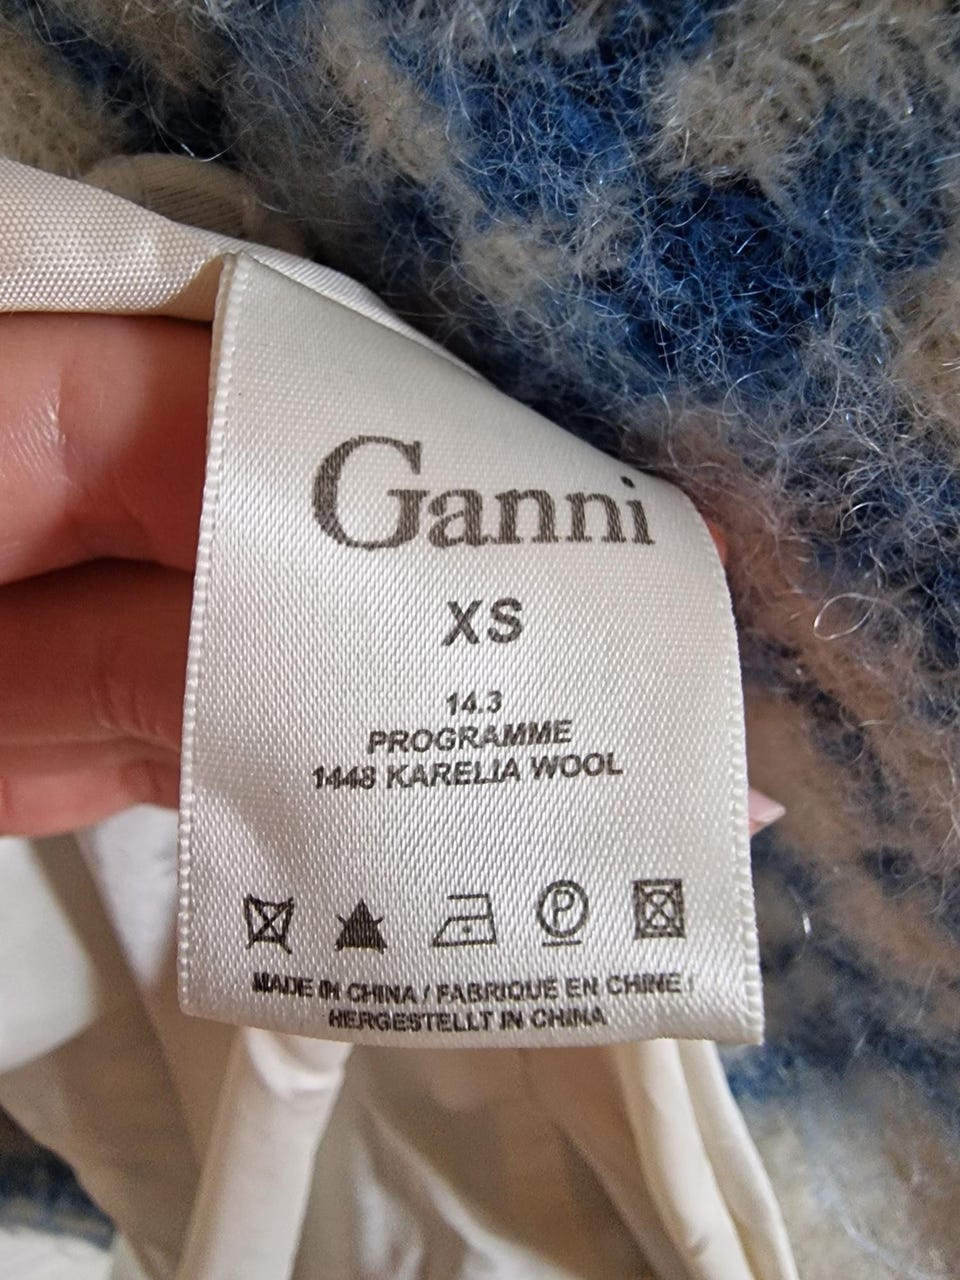 Ganni
XS
14.3
PROGRAMME
1448 KARELIA WOOL
P
MADE IN CHINA / FABRIQUE EN CHINE /
HERGESTELLT IN CHINA